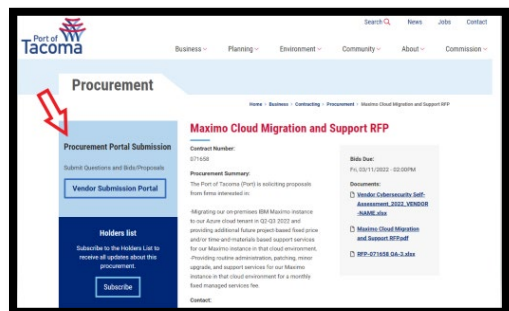 Search
News
Jobs
Contact
Port of
Tacoma
Business
Planning
Environment
Community
About
Commission
Procurement
Home - Business - Contracting - Procurement - Maximo Cloud Migration and Support RFP
Procurement Portal Submission
Submit Questions and Bids/Proposals
Vendor Submission Portal
Holders list
Subscribe to the Holders List to
receive all updates about this
procurement.
Subscribe
Maximo Cloud Migration and Support RFP
Contract Number:
071658
Procurement Summary:
The Port of Tacoma (Port) is soliciting proposals
from firms interested in:
-Migrating our on-premises IBM Maximo instance
to our Azure cloud tenant in Q2-Q3 2022 and
providing additional future project-based fixed price
and/or time-and-materials based support services
for our Maximo instance in that cloud environment.
-Providing routine administration, patching, minor
upgrade, and support services for our Maximo
instance in that cloud environment for a monthly
fixed managed services fee.
Contact:
Bids Due:
Fri, 03/11/2022 - 02:00PM
Documents:
Vendor Cybersecurity Self-
Assessment_2022_VENDOR
-NAME.xlsx
Maximo Cloud Migration
and Support RFP.pdf
RFP-071658 QA-3.xlsx